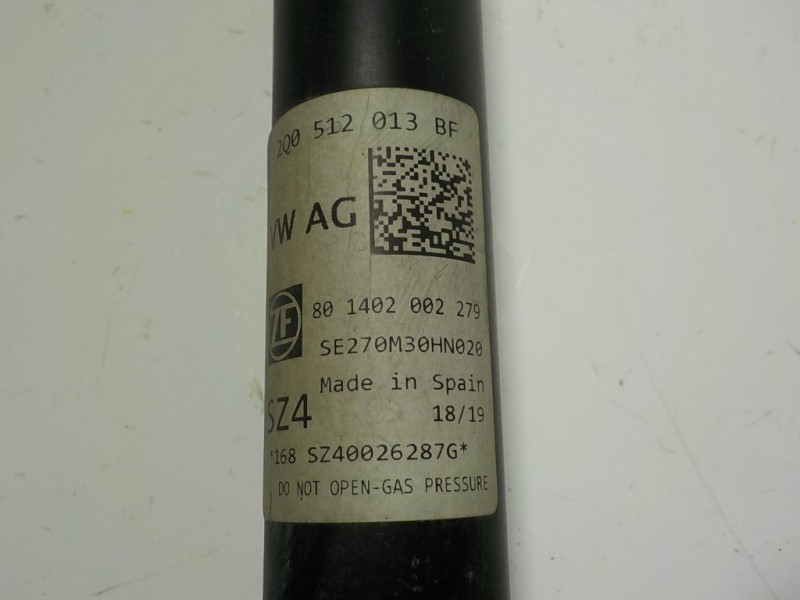 2Q0 512 013 BF
VW AG
ZF 80 1402 002 279
SE270M30HN020
Made in Spain
SZ4 18/19
*168 SZ40026287G*
DO NOT OPEN-GAS PRESSURE